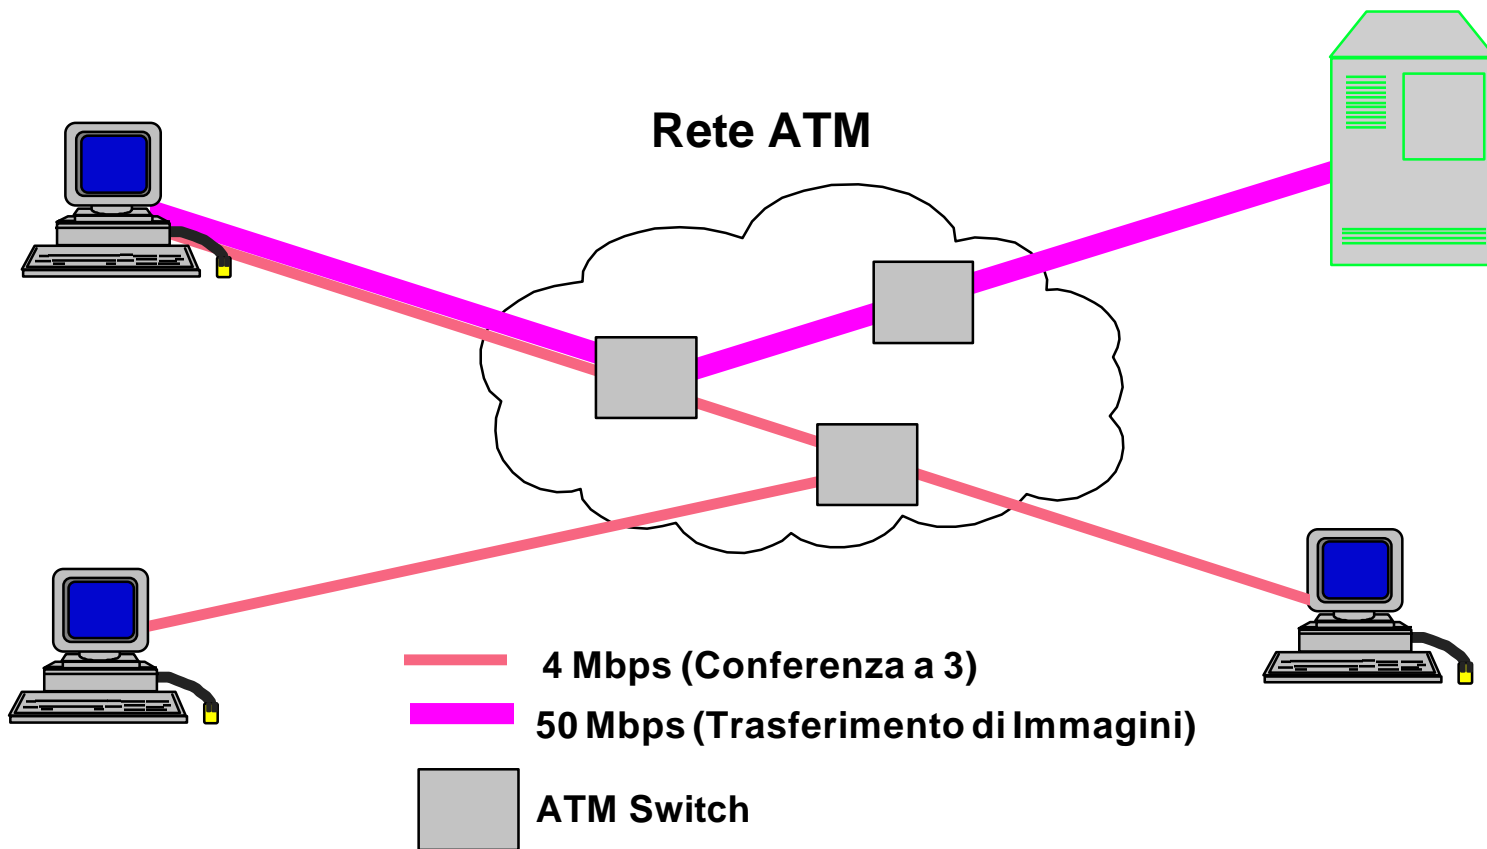 Rete ATM
4 Mbps (Conferenza a 3)
50 Mbps (Trasferimento di Immagini)
ATM Switch